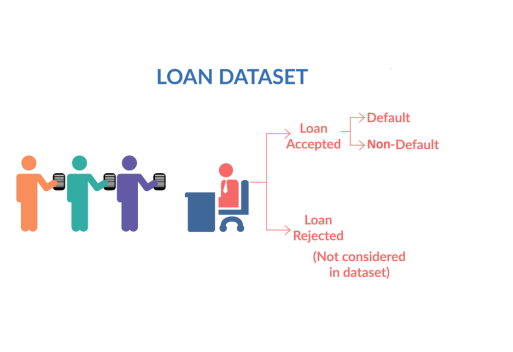 LOAN DATASET
Loan
Accepted
Default
Non-Default
Loan
Rejected
(Not considered
in dataset)